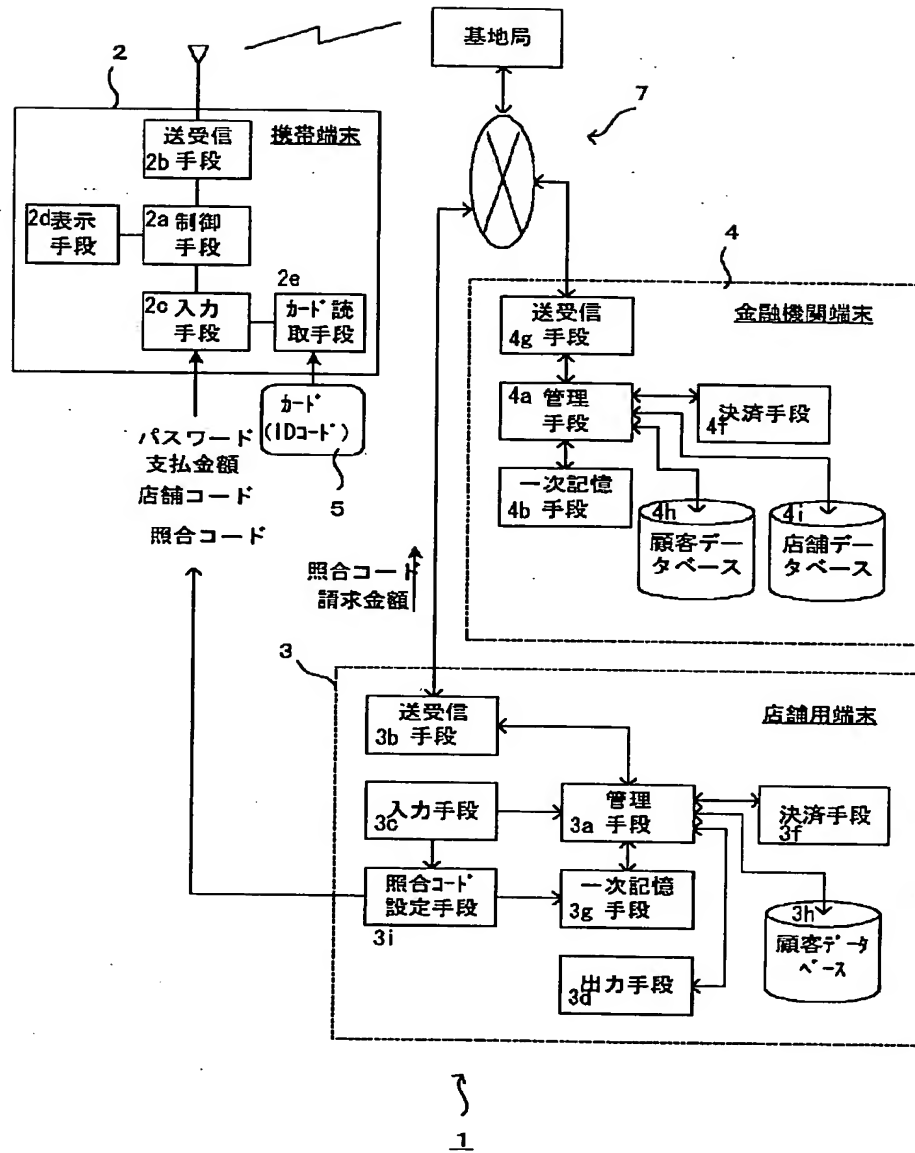 基地局
2
7
携帯端末
送受信
2b 手段
2d 表示
手段
2a 制御
手段
2c 入力
手段
2e
ｶｰﾄﾞ読
取手段
ｶｰﾄﾞ
(IDｺｰﾄﾞ)
5
パスワード
支払金額
店舗コード
照合コード
4
金融機関端末
送受信
4g 手段
4a 管理
手段
決済手段
4f
一次記憶
4b 手段
4h
顧客デー
タベース
4i
店舗デー
タベース
照合コード
請求金額
3
店舗用端末
送受信
3b 手段
入力手段
3c
管理
3a 手段
決済手段
3f
照合ｺｰﾄﾞ
設定手段
3i
一次記憶
3g 手段
3h
顧客ﾃﾞｰﾀ
ﾍﾞｰｽ
出力手段
3d
1